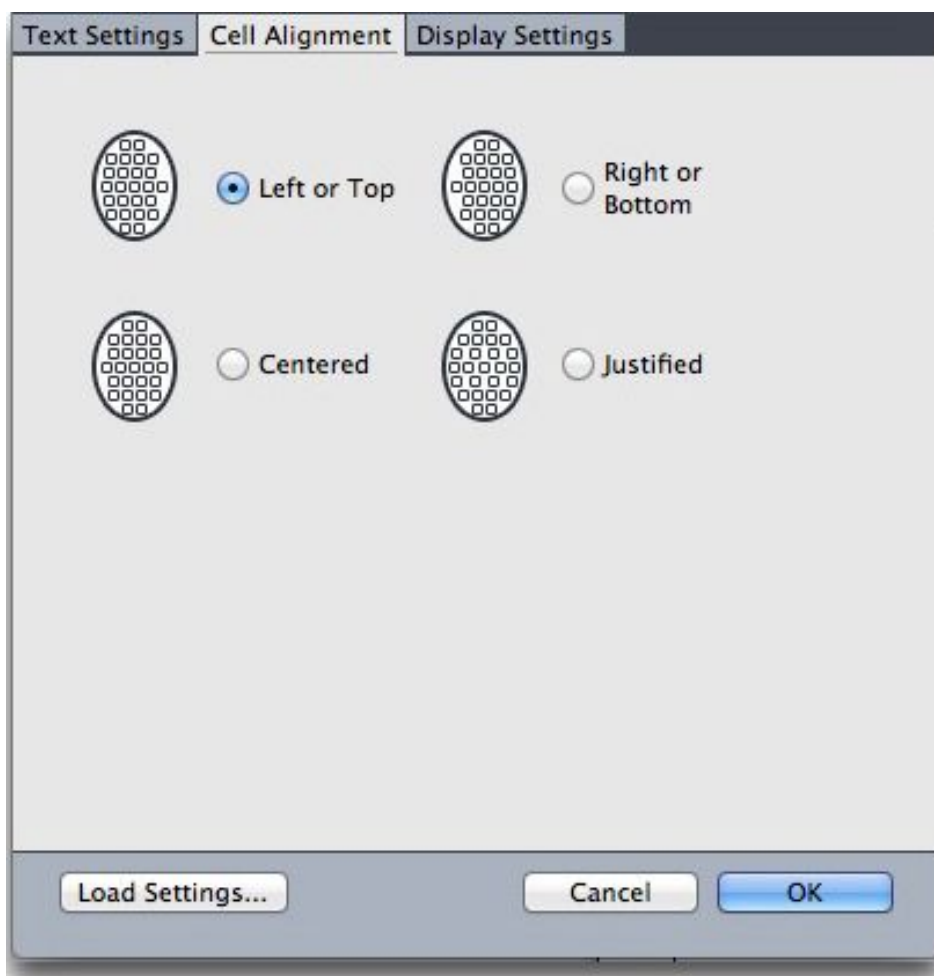 Text Settings Cell Alignment Display Settings
Left or Top
Right or
Bottom
Centered
Justified
Load Settings...
Cancel
OK